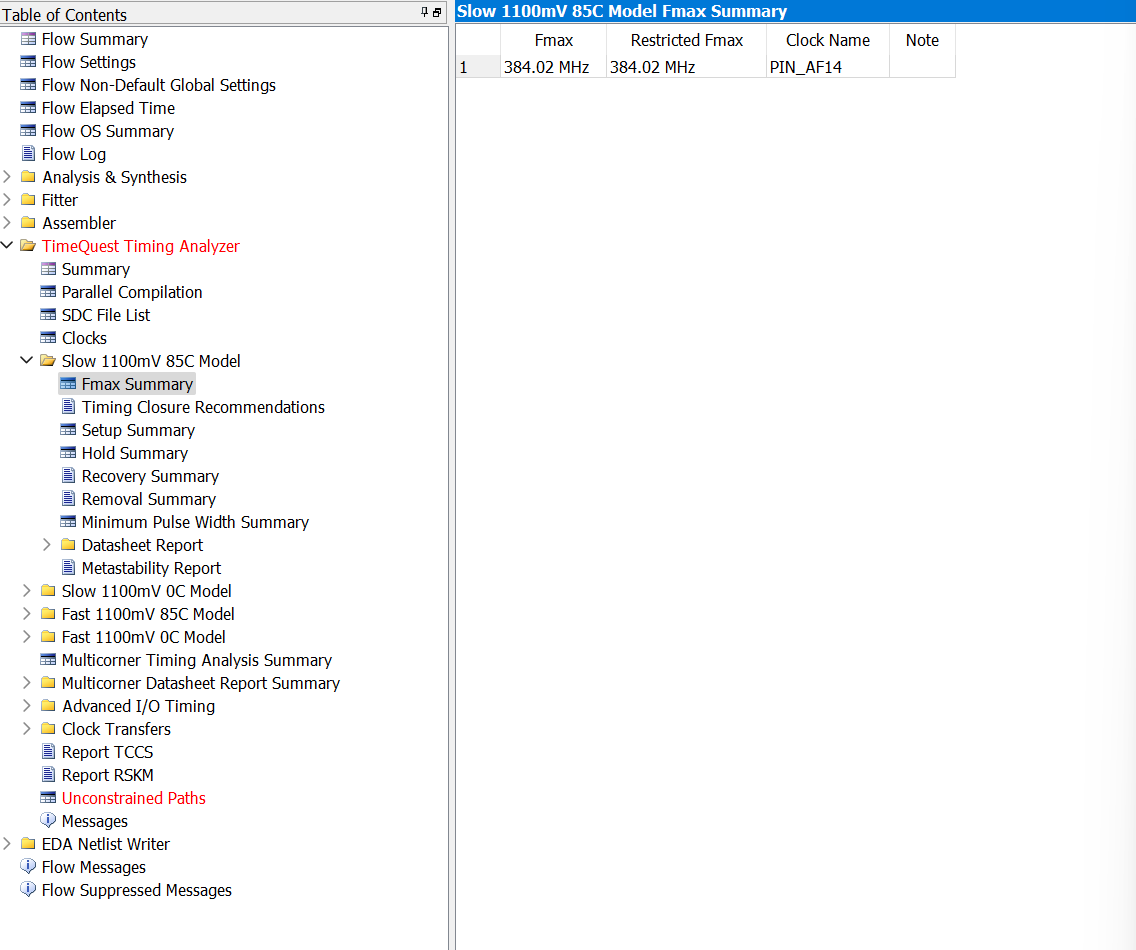 Table of Contents
Flow Summary
Flow Settings
Flow Non-Default Global Settings
Flow Elapsed Time
Flow OS Summary
Flow Log
Analysis & Synthesis
Fitter
Assembler
TimeQuest Timing Analyzer
Summary
Parallel Compilation
SDC File List
Clocks
Slow 1100mV 85C Model
Fmax Summary
Timing Closure Recommendations
Setup Summary
Hold Summary
Recovery Summary
Removal Summary
Minimum Pulse Width Summary
Datasheet Report
Metastability Report
Slow 1100mV 0C Model
Fast 1100mV 85C Model
Fast 1100mV 0C Model
Multicorner Timing Analysis Summary
Multicorner Datasheet Report Summary
Advanced I/O Timing
Clock Transfers
Report TCCS
Report RSKM
Unconstrained Paths
Messages
EDA Netlist Writer
Flow Messages
Flow Suppressed Messages
Slow 1100mV 85C Model Fmax Summary
Fmax Restricted Fmax Clock Name Note
1 384.02 MHz 384.02 MHz PIN_AF14